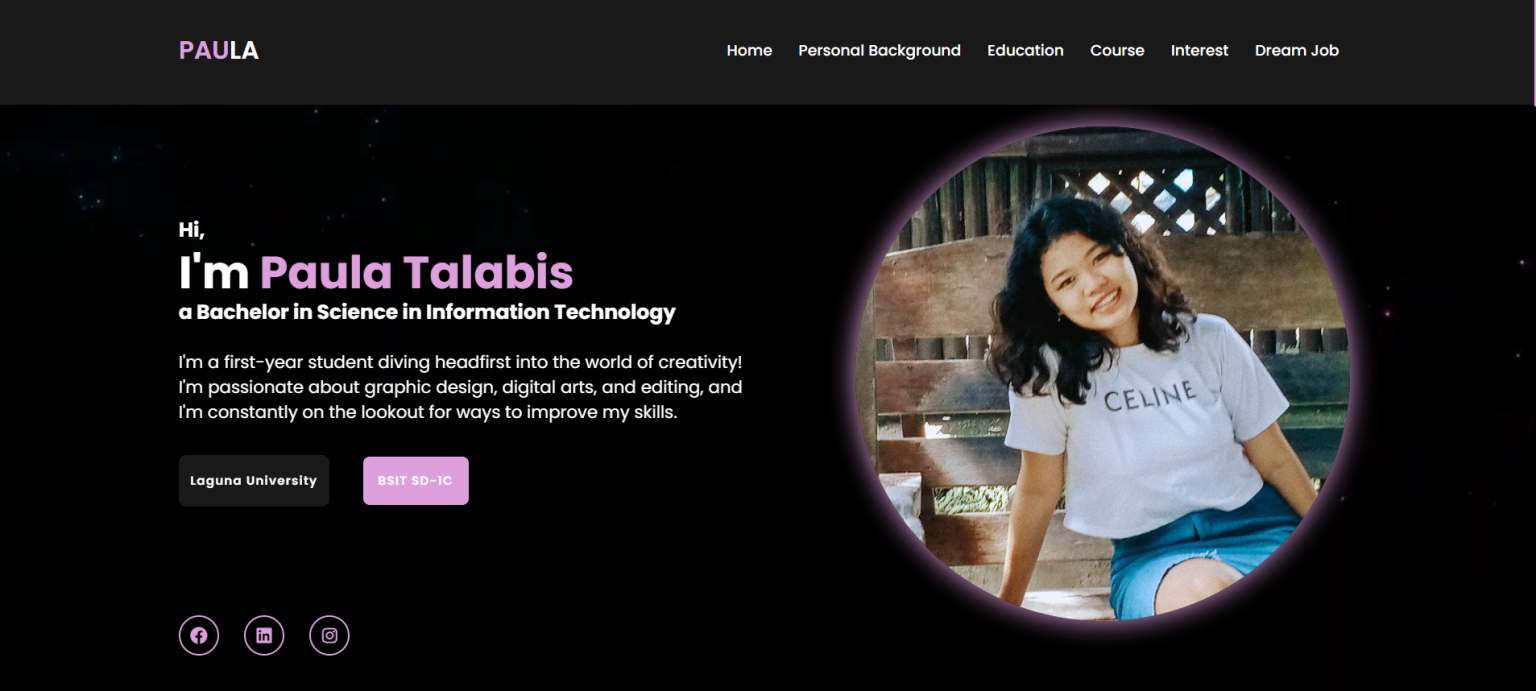 PAULA
Home Personal Background Education Course Interest Dream Job
Hi,
I'm Paula Talabis
a Bachelor in Science in Information Technology
I'm a first-year student diving headfirst into the world of creativity!
I'm passionate about graphic design, digital arts, and editing, and
I'm constantly on the lookout for ways to improve my skills.
Laguna University BSIT SD-1C
CELINE